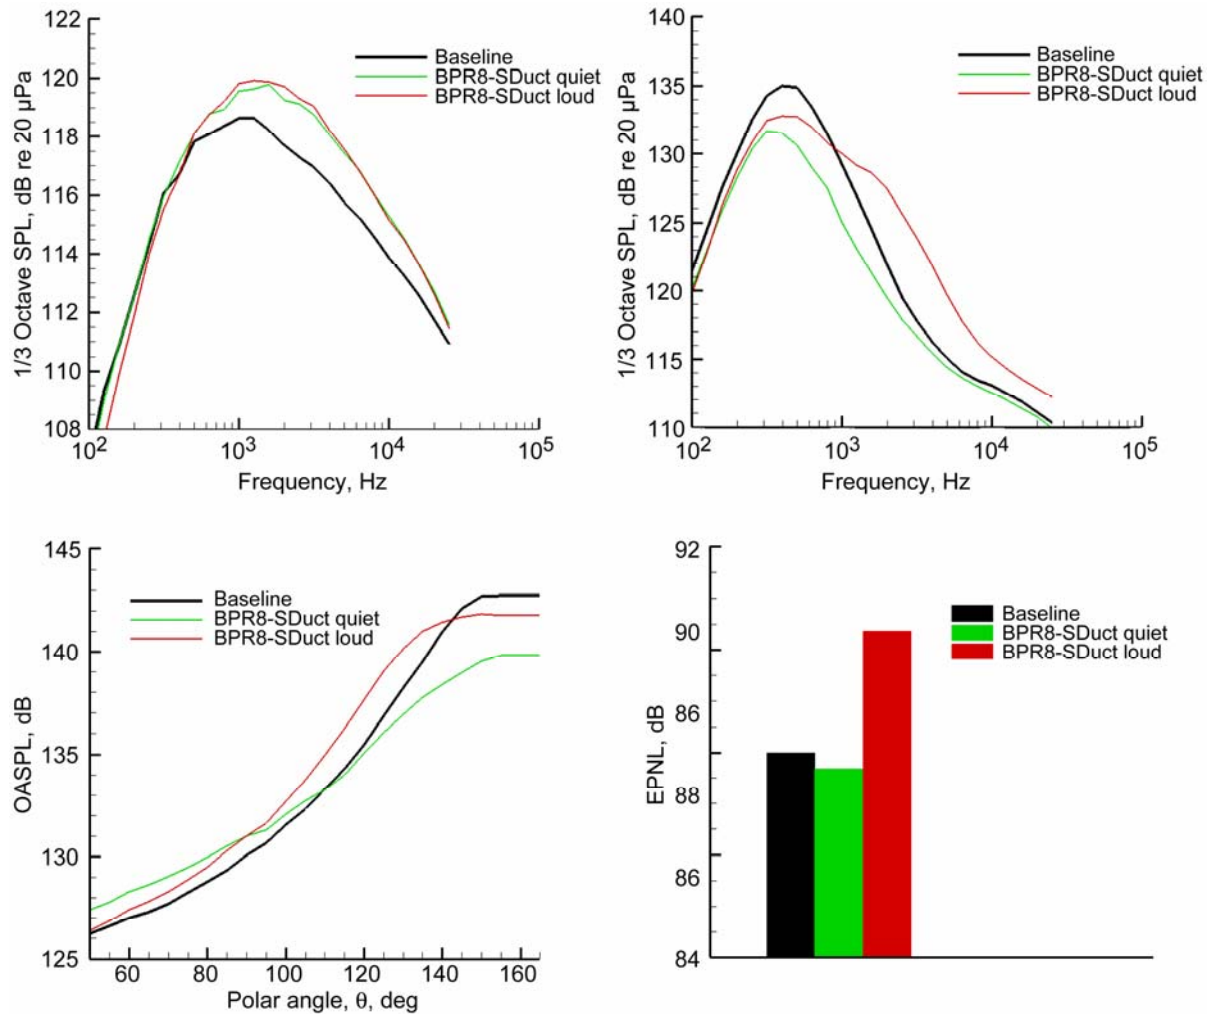 122
120
118
116
114
112
110
108
1/3 Octave SPL, dB re 20 µPa
Baseline
BPR8-SDuct quiet
BPR8-SDuct loud
10²
10³
10⁴
10⁵
Frequency, Hz
140
135
130
125
120
115
110
1/3 Octave SPL, dB re 20 µPa
Baseline
BPR8-SDuct quiet
BPR8-SDuct loud
10²
10³
10⁴
10⁵
Frequency, Hz
145
140
135
130
125
OASPL, dB
Baseline
BPR8-SDuct quiet
BPR8-SDuct loud
60
80
100
120
140
160
Polar angle, θ, deg
92
90
86
88
86
84
EPNL, dB
Baseline
BPR8-SDuct quiet
BPR8-SDuct loud